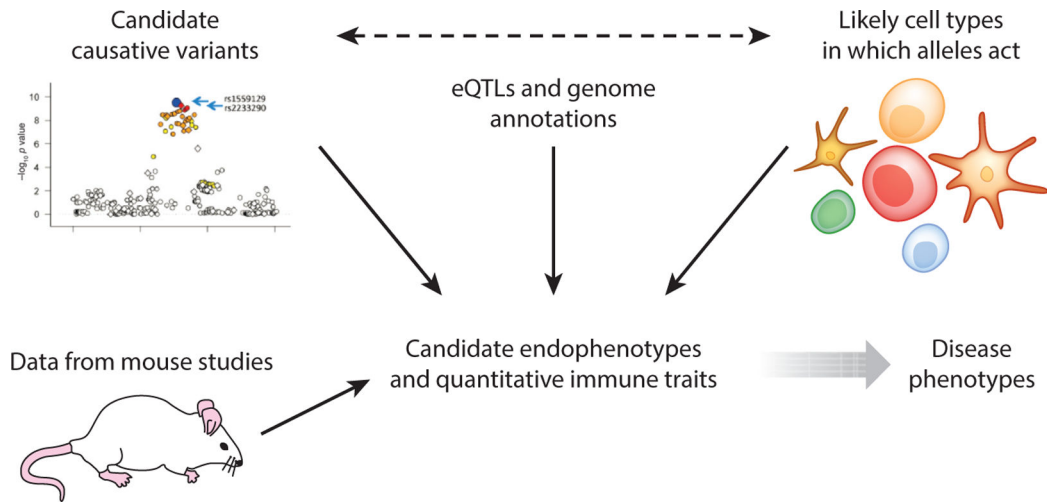 Candidate
causative variants
Likely cell types
in which alleles act
eQTLs and genome
annotations
rs1559129
rs2233290
–log10 p value
10
8
6
4
2
0
Data from mouse studies
Candidate endophenotypes
and quantitative immune traits
Disease
phenotypes